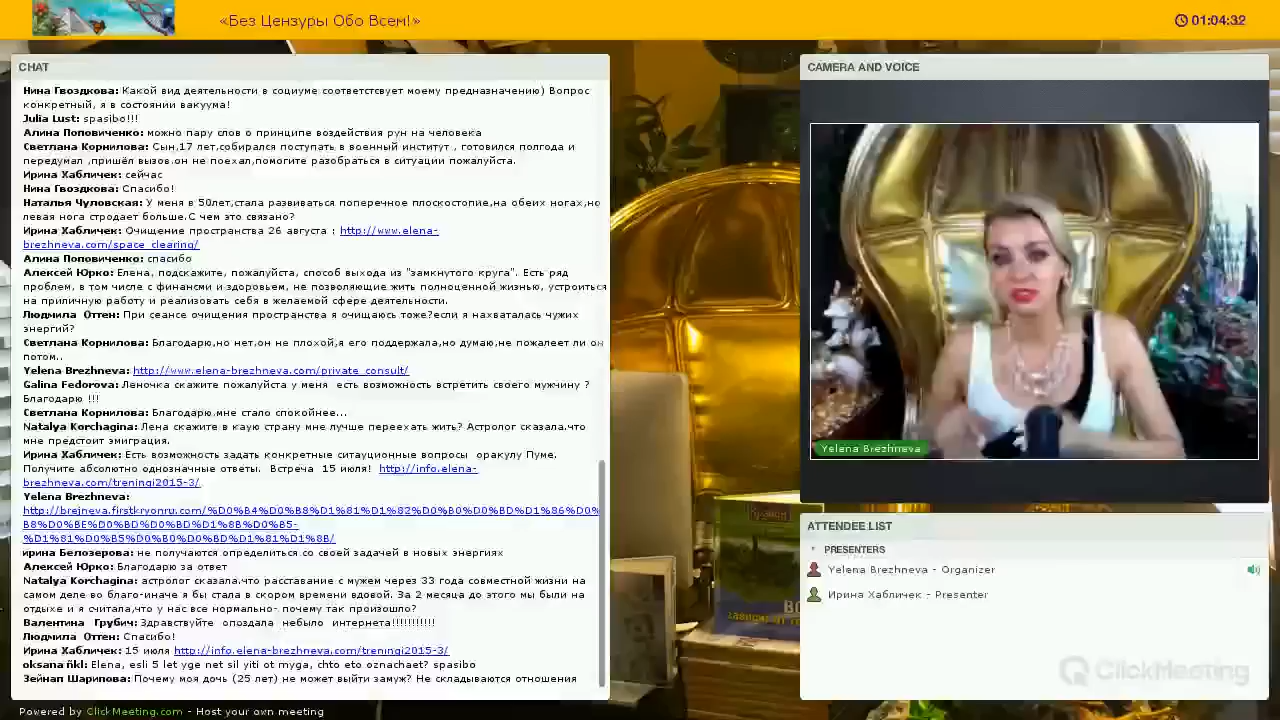 «Без Цензуры Обо Всем!»
01:04:32
CHAT
Нина Гвоздкова: Какой вид деятельности в социуме соответстсвует моему предназначению) Вопрос
конкретный, я в состоянии вакуума!
Julia Lust: spasibo!!!
Алина Поповиченко: можно пару слов о принципе воздействия рун на человека
Светлана Корнилова: Сын,17 лет,собирался поступать в военный институт , готовился полгода и
передумал ,пришёл вызов.он не поехал,помогите разобраться в ситуации пожалуйста.
Ирина Хабличек: сейчас
Нина Гвоздкова: Спасибо!
Наталья Чуловская: У меня в 50лет,стала развиваться поперечное плоскостопие,на обеих ногах,но
левая нога стродает больше.С чем это связано?
Ирина Хабличек: Очищение пространства 26 августа : http://www.elena-
brezhneva.com/space_clearing/
Алина Поповиченко: спасибо
Алексей Юрко: Елена, подскажите, пожалуйста, способ выхода из "замкнутого круга". Есть ряд
проблем, в том числе с финансми и здоровьем, не позволяющие жить полноценной жизнью, устроиться
на приличную работу и реализовать себя в желаемой сфере деятельности.
Людмила Оттен: При сеансе очищения пространства я очищаюсь тоже?если я нахваталась чужих
энергий?
Светлана Корнилова: Благодарю,но нет,он не плохой,я его поддержала,но думаю,не пожалеет ли он
потом..
Yelena Brezhneva: http://www.elena-brezhneva.com/private_consult/
Galina Fedorova: Леночка скажите пожалуйста у меня есть возможность встретить своего мужчину ?
Благодарю !!!
Светлана Корнилова: Благодарю,мне стало спокойнее...
Natalya Korchagina: Лена скажите в каую страну мне лучше переехать жить? Астролог сказала,что
мне предстоит эмиграция.
Ирина Хабличек: Есть возможность задать конкретные ситуационные вопросы оракулу Пуме.
Получите абсолютно однозначные ответы. Встреча 15 июля! http://info.elena-
brezhneva.com/treningi2015-3/
Yelena Brezhneva:
http://brejneva.firstkryonru.com/%D0%B4%D0%B8%D1%81%D1%82%D0%B0%D0%BD%D1%86%D0%
B8%D0%BE%D0%BD%D0%BD%D1%8B%D0%B5-
%D1%81%D0%B5%D0%B0%D0%BD%D1%81%D1%8B/
ирина Белозерова: не получаются определиться со своей задачей в новых энергиях
Алексей Юрко: Благодарю за ответ
Natalya Korchagina: астролог сказала.что расставание с мужем через 33 года совместной жизни на
самом деле во благо-иначе я бы стала в скором времени вдовой. За 2 месяца до этого мы были на
отдыхе и я считала,что у нас все нормально- почему так произошло?
Валентина Грубич: Здравствуйте опоздала небыло интернета!!!!!!!!!!!
Людмила Оттен: Спасибо!
Ирина Хабличек: 15 июля http://info.elena-brezhneva.com/treningi2015-3/
oksana ñkl: Elena, esli 5 let yge net sil yiti ot myga, chto eto oznachaet? spasibo
Зейнап Шарипова: Почему моя дочь (25 лет) не может выйти замуж? Не складываются отношения
Powered by ClickMeeting.com - Host your own meeting
CAMERA AND VOICE
Yelena Brezhneva
ATTENDEE LIST
PRESENTERS
Yelena Brezhneva - Organizer
Ирина Хабличек - Presenter
ClickMeeting